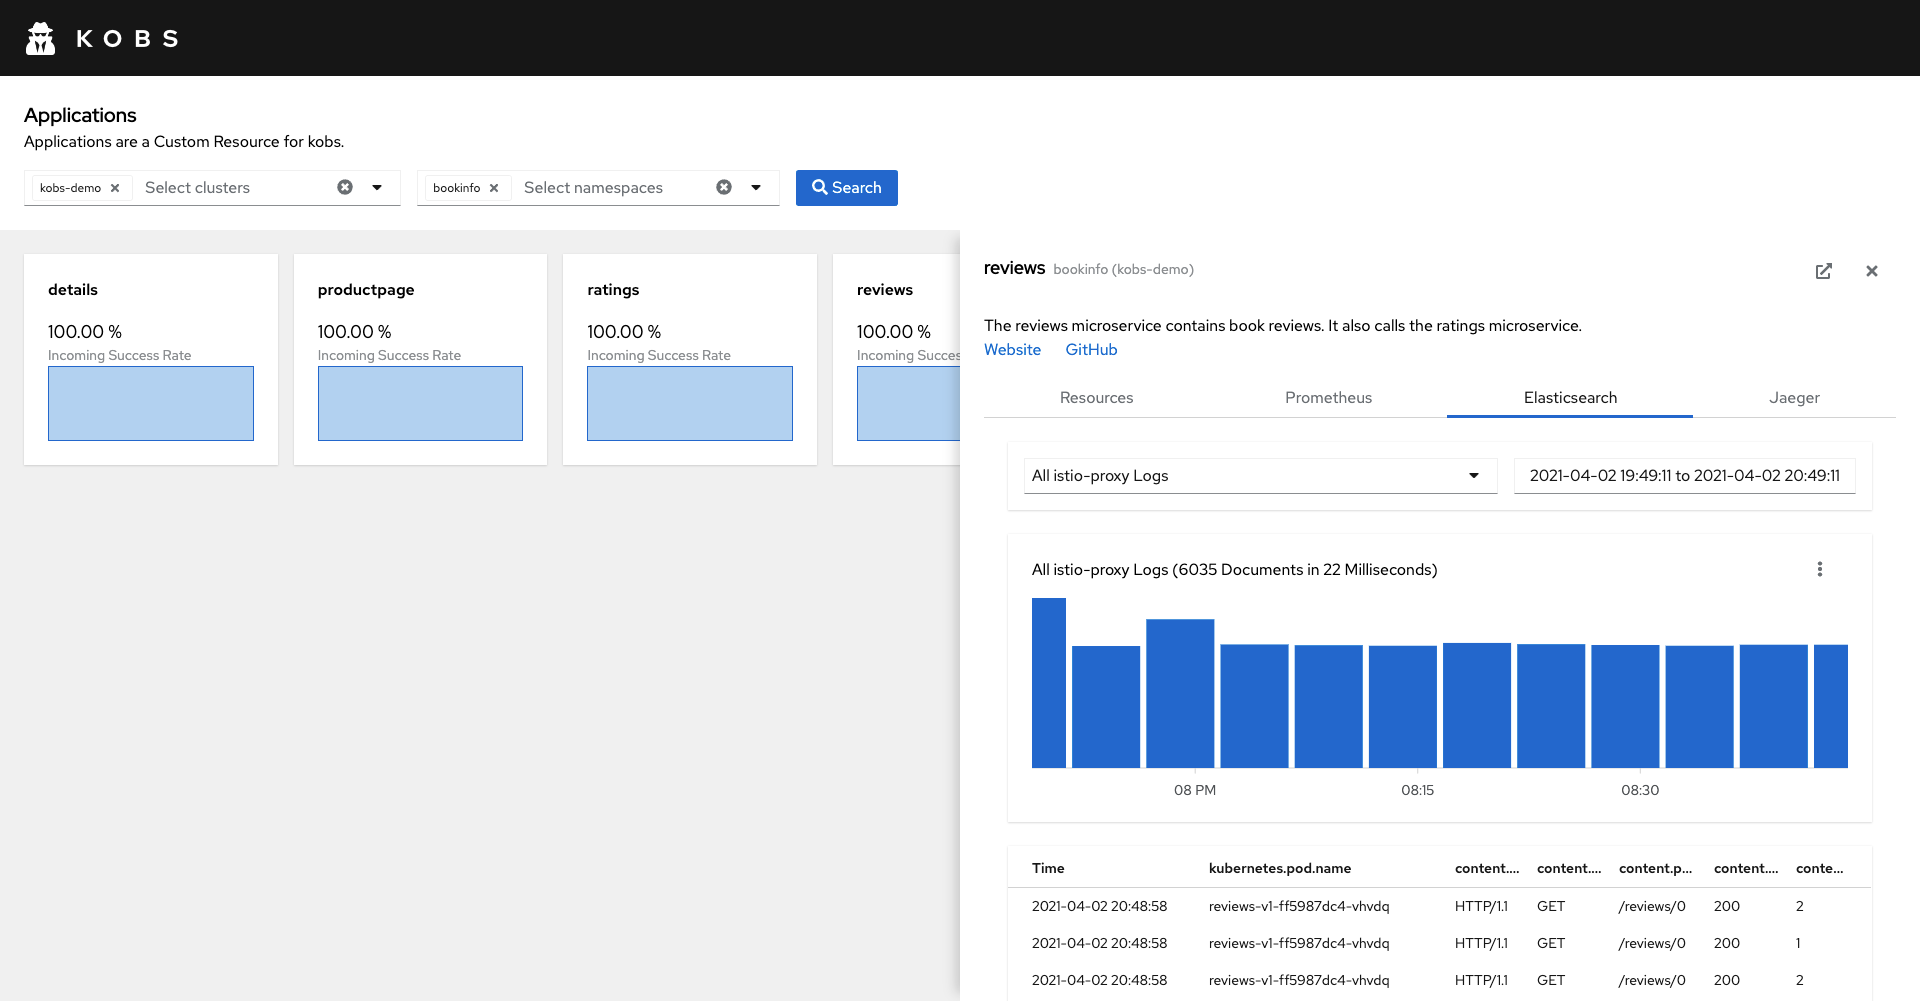 KOBS
Applications
Applications are a Custom Resource for kobs.
kobs-demo Select clusters bookinfo Select namespaces Search
details
100.00 %
Incoming Success Rate
productpage
100.00 %
Incoming Success Rate
ratings
100.00 %
Incoming Success Rate
reviews
100.00 %
Incoming Succes
reviews bookinfo (kobs-demo)
The reviews microservice contains book reviews. It also calls the ratings microservice.
Website GitHub
Resources Prometheus Elasticsearch Jaeger
All istio-proxy Logs 2021-04-02 19:49:11 to 2021-04-02 20:49:11
All istio-proxy Logs (6035 Documents in 22 Milliseconds)
08 PM 08:15 08:30
Time kubernetes.pod.name content.... content.... content.p... content.... conte...
2021-04-02 20:48:58 reviews-v1-ff5987dc4-vhvdq HTTP/1.1 GET /reviews/0 200 2
2021-04-02 20:48:58 reviews-v1-ff5987dc4-vhvdq HTTP/1.1 GET /reviews/0 200 1
2021-04-02 20:48:58 reviews-v1-ff5987dc4-vhvdq HTTP/1.1 GET /reviews/0 200 2